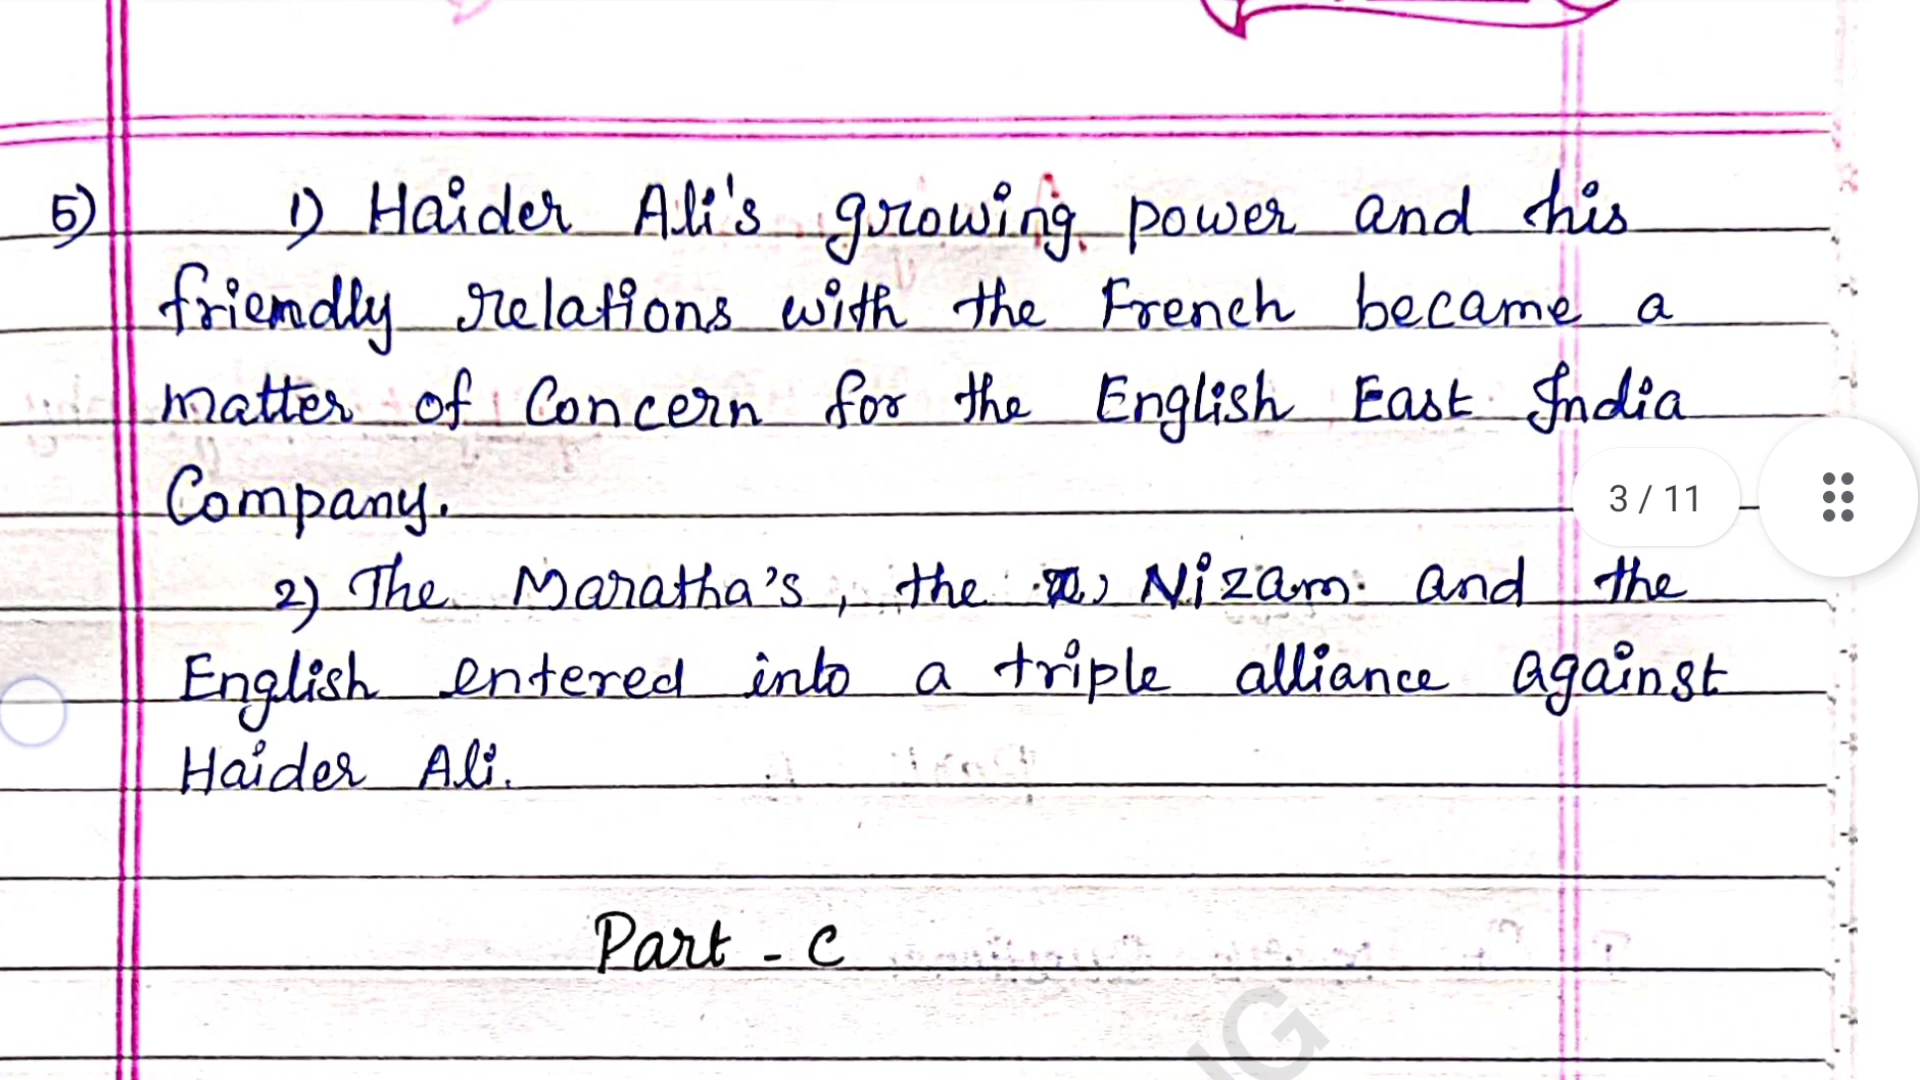 5) 1) Haider Ali's growing power and his
friendly relations with the French became a
matter of Concern for the English East India
Company.
3 / 11
2) The Maratha's, the Nizam and the
English entered into a triple alliance against
Haider Ali.
Part - C